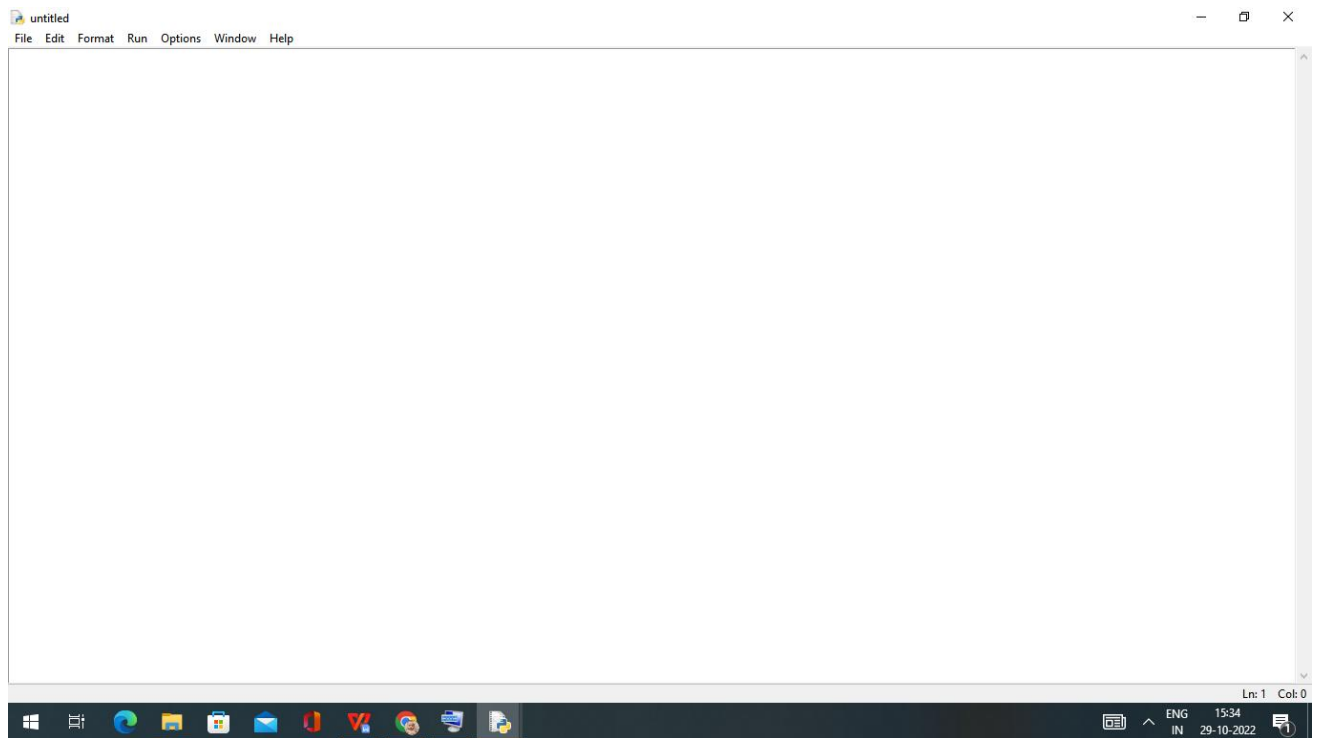 untitled
File Edit Format Run Options Window Help
Ln: 1 Col: 0
ENG 15:34
IN 29-10-2022
1